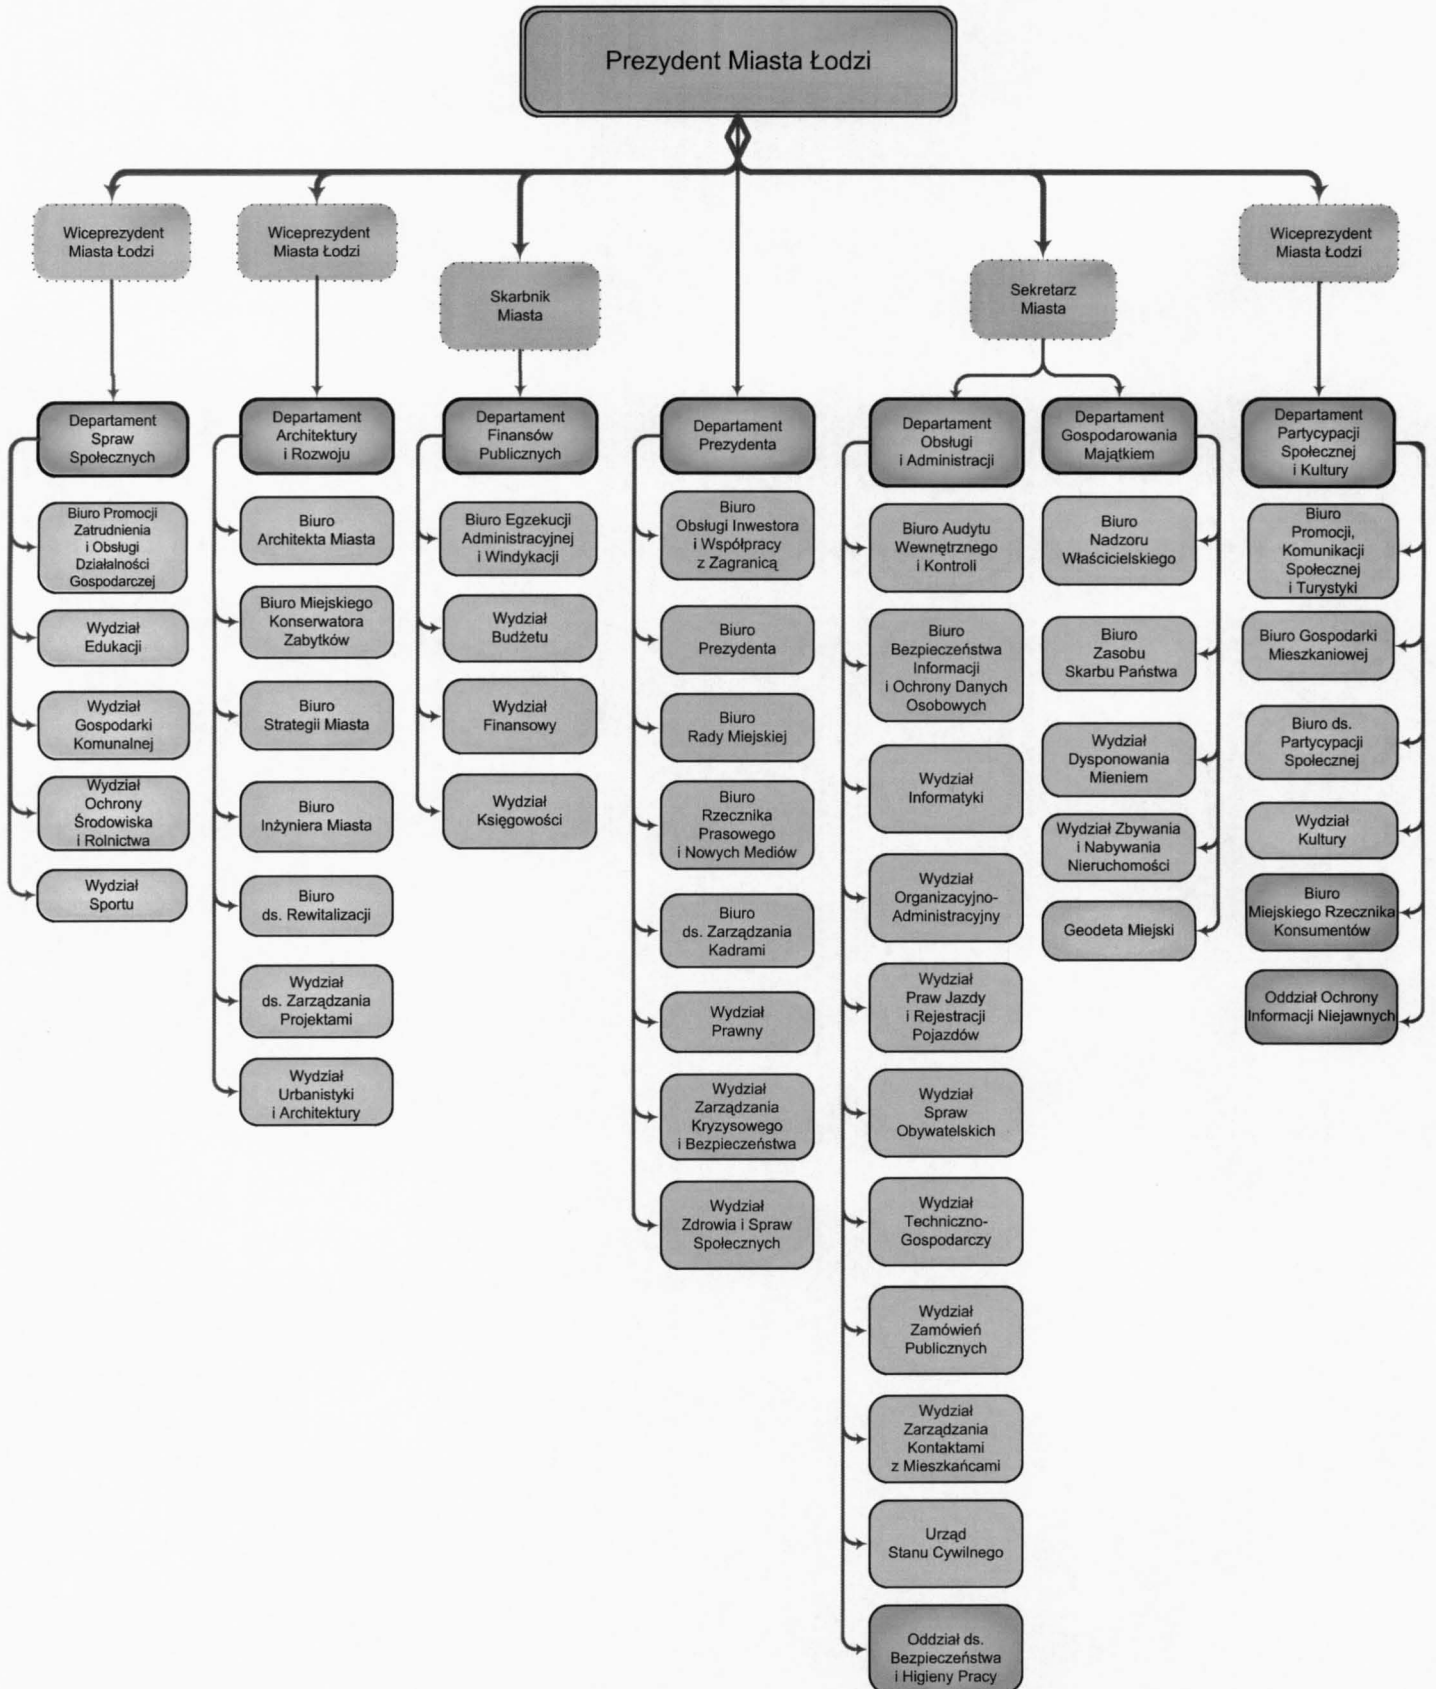 Prezydent Miasta Łodzi
Wiceprezydent
Miasta Łodzi
Wiceprezydent
Miasta Łodzi
Skarbnik
Miasta
Sekretarz
Miasta
Wiceprezydent
Miasta Łodzi
Departament
Spraw
Społecznych
Biuro Promocji
Zatrudnienia
i Obsługi
Działalności
Gospodarczej
Wydział
Edukacji
Wydział
Gospodarki
Komunalnej
Wydział
Ochrony
Środowiska
i Rolnictwa
Wydział
Sportu
Departament
Architektury
i Rozwoju
Biuro
Architekta Miasta
Biuro Miejskiego
Konserwatora
Zabytków
Biuro
Strategii Miasta
Biuro
Inżyniera Miasta
Biuro
ds. Rewitalizacji
Wydział
ds. Zarządzania
Projektami
Wydział
Urbanistyki
i Architektury
Departament
Finansów
Publicznych
Biuro Egzekucji
Administracyjnej
i Windykacji
Wydział
Budżetu
Wydział
Finansowy
Wydział
Księgowości
Departament
Prezydenta
Biuro
Obsługi Inwestora
i Współpracy
z Zagranicą
Biuro
Prezydenta
Biuro
Rady Miejskiej
Biuro
Rzecznika
Prasowego
i Nowych Mediów
Biuro
ds. Zarządzania
Kadrami
Wydział
Prawny
Wydział
Zarządzania
Kryzysowego
i Bezpieczeństwa
Wydział
Zdrowia i Spraw
Społecznych
Departament
Obsługi
i Administracji
Biuro Audytu
Wewnętrznego
i Kontroli
Biuro
Bezpieczeństwa
Informacji
i Ochrony Danych
Osobowych
Wydział
Informatyki
Wydział
Organizacyjno-
Administracyjny
Wydział
Praw Jazdy
i Rejestracji
Pojazdów
Wydział
Spraw
Obywatelskich
Wydział
Techniczno-
Gospodarczy
Wydział
Zamówień
Publicznych
Wydział
Zarządzania
Kontaktami
z Mieszkańcami
Urząd
Stanu Cywilnego
Oddział ds.
Bezpieczeństwa
i Higieny Pracy
Departament
Gospodarowania
Majątkiem
Biuro
Nadzoru
Właścicielskiego
Biuro
Zasobu
Skarbu Państwa
Wydział
Dysponowania
Mieniem
Wydział Zbywania
i Nabywania
Nieruchomości
Geodeta Miejski
Departament
Partycypacji
Społecznej
i Kultury
Biuro
Promocji,
Komunikacji
Społecznej
i Turystyki
Biuro Gospodarki
Mieszkaniowej
Biuro ds.
Partycypacji
Społecznej
Wydział
Kultury
Biuro
Miejskiego Rzecznika
Konsumentów
Oddział Ochrony
Informacji Niejawnych